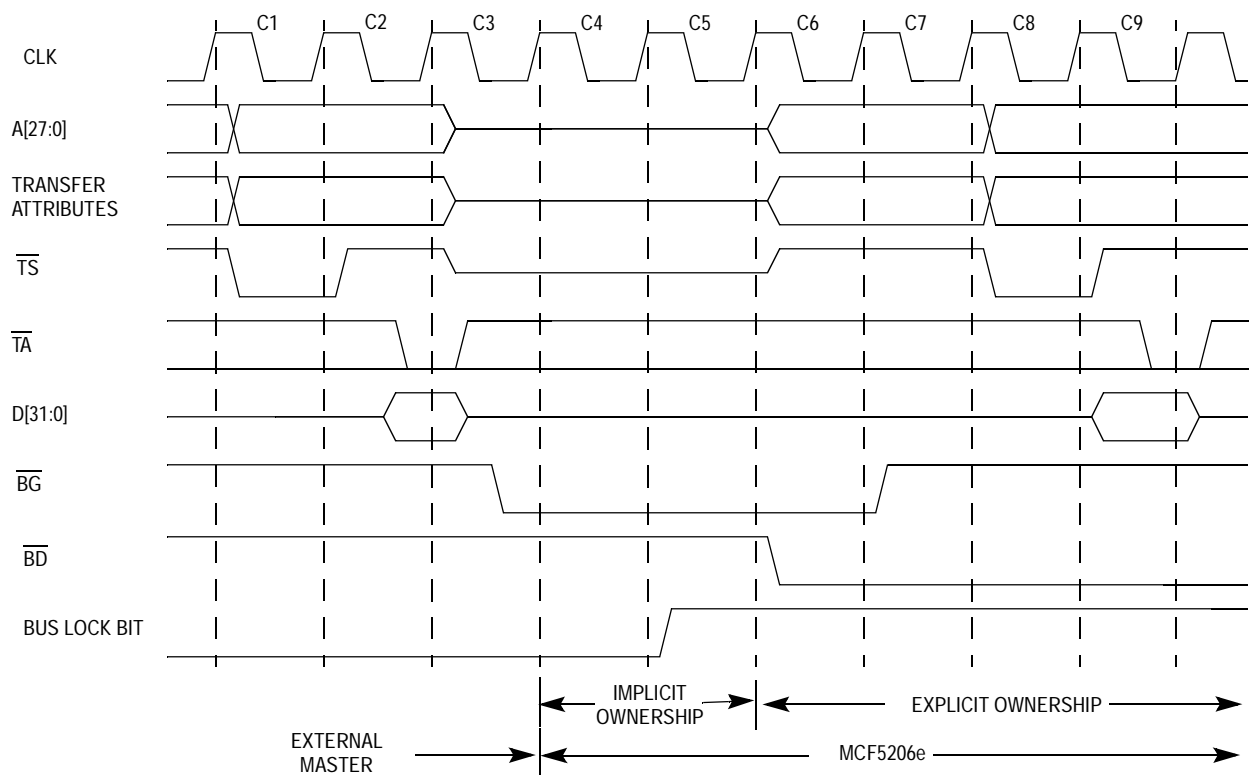 C1 C2 C3 C4 C5 C6 C7 C8 C9
CLK
A[27:0]
TRANSFER
ATTRIBUTES
TS
TA
D[31:0]
BG
BD
BUS LOCK BIT
IMPLICIT
OWNERSHIP
EXPLICIT OWNERSHIP
EXTERNAL
MASTER
MCF5206e